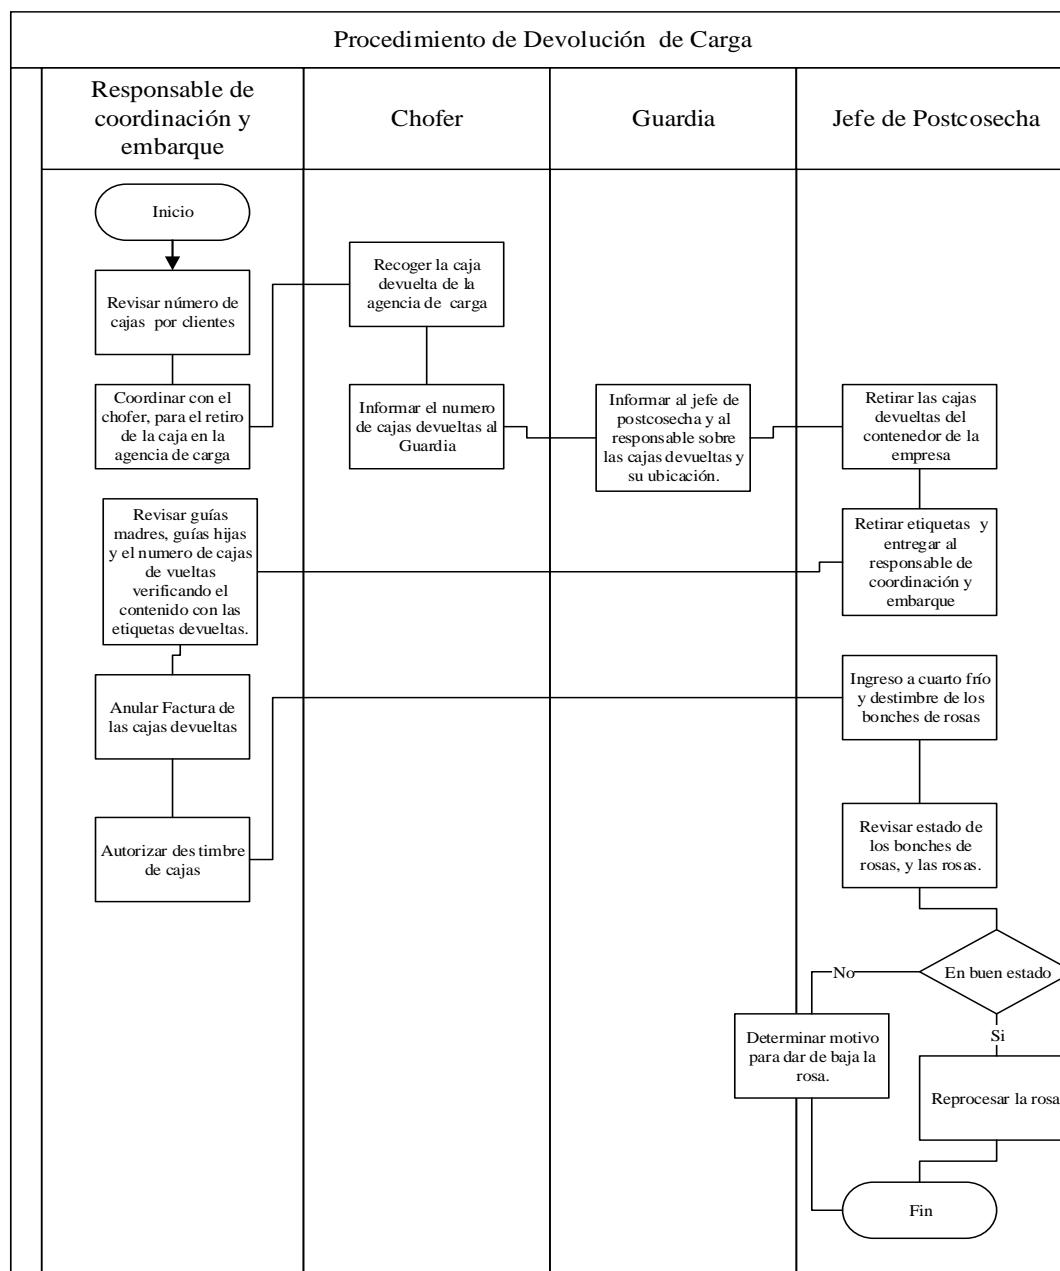 Procedimiento de Devolución de Carga
Responsable de
coordinación y
embarque
Chofer
Guardia
Jefe de Postcosecha
Inicio
Revisar número de
cajas por clientes
Coordinar con el
chofer, para el retiro
de la caja en la
agencia de carga
Recoger la caja
devuelta de la
agencia de carga
Informar el numero
de cajas devueltas al
Guardia
Informar al jefe de
postcosecha y al
responsable sobre
las cajas devueltas y
su ubicación.
Retirar las cajas
devueltas del
contenedor de la
empresa
Retirar etiquetas y
entregar al
responsable de
coordinación y
embarque
Revisar guías
madres, guías hijas
y el numero de cajas
de vueltas
verificando el
contenido con las
etiquetas devueltas.
Anular Factura de
las cajas devueltas
Autorizar des timbre
de cajas
Ingreso a cuarto frío
y destimbre de los
bonches de rosas
Revisar estado de
los bonches de
rosas, y las rosas.
En buen estado
No
Si
Determinar motivo
para dar de baja la
rosa.
Reprocesar la rosa
Fin